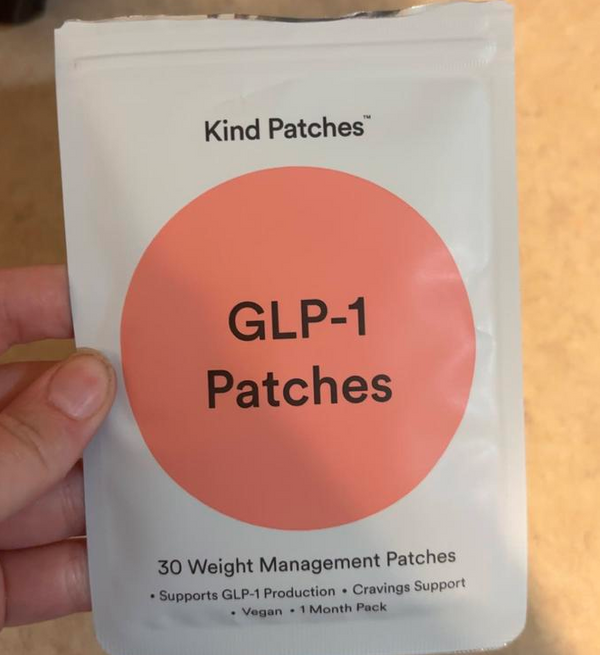 Kind Patches™
GLP-1
Patches
30 Weight Management Patches
• Supports GLP-1 Production • Cravings Support
• Vegan • 1 Month Pack